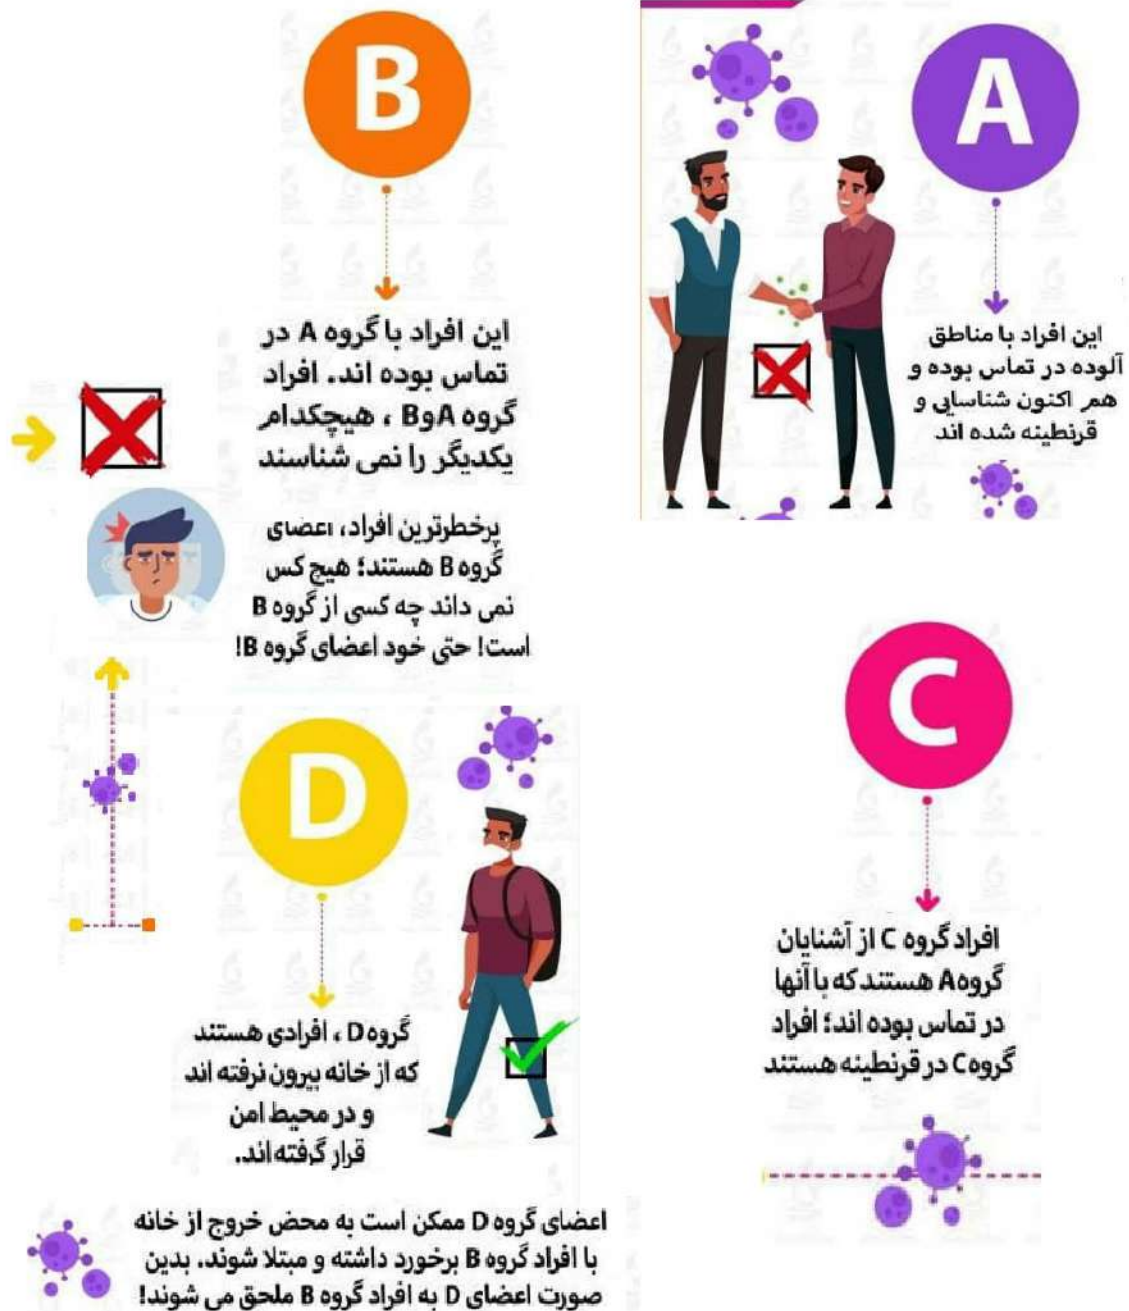 A
این افراد با مناطق
آلوده در تماس بوده و
هم اکنون شناسایی و
قرنطینه شده اند
B
این افراد با گروه A در
تماس بوده اند. افراد
گروه AوB ، هیچکدام
یکدیگر را نمی شناسند
پرخطرترین افراد، اعضای
گروه B هستند؛ هیچ کس
نمی داند چه کسی از گروه B
است! حتی خود اعضای گروه B!
C
افراد گروه C از آشنایان
گروه A هستند که با آنها
در تماس بوده اند؛ افراد
گروه C در قرنطینه هستند
D
گروه D ، افرادی هستند
که از خانه بیرون نرفته اند
و در محیط امن
قرار گرفته اند.
اعضای گروه D ممکن است به محض خروج از خانه
با افراد گروه B برخورد داشته و مبتلا شوند. بدین
صورت اعضای D به افراد گروه B ملحق می شوند!